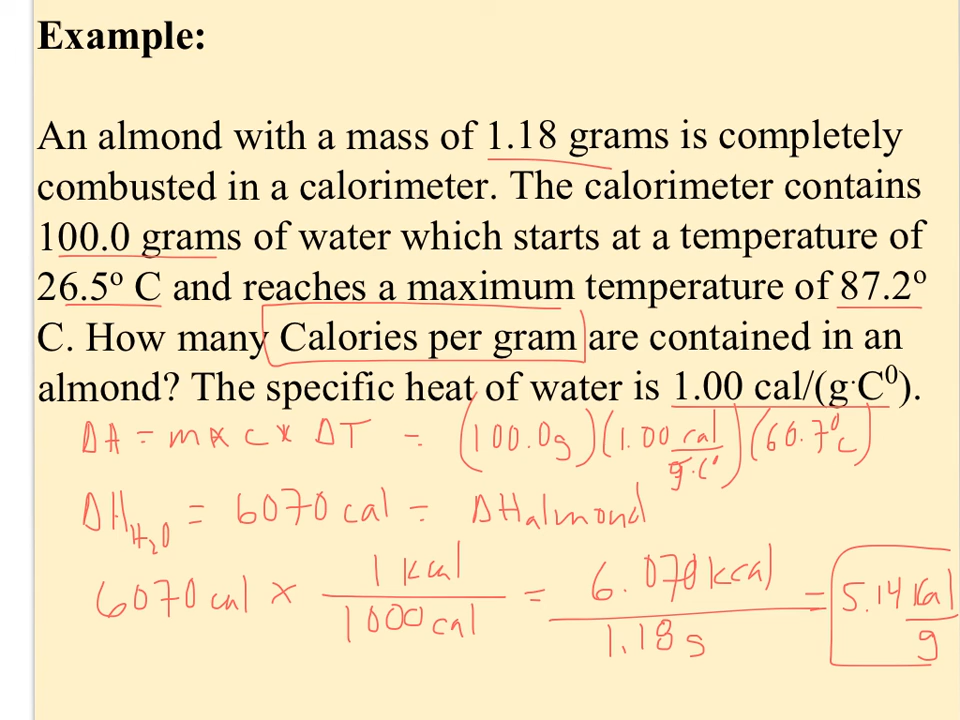 Example:
An almond with a mass of 1.18 grams is completely
combusted in a calorimeter. The calorimeter contains
100.0 grams of water which starts at a temperature of
26.5º C and reaches a maximum temperature of 87.2º
C. How many Calories per gram are contained in an
almond? The specific heat of water is 1.00 cal/(g·C⁰).
ΔH = m x C x ΔT = (100.0g)(1.00 cal/g·C°)(60.7°C)
ΔH H₂O = 6070 cal = ΔHalmond
6070 cal x 1 kcal/1000 cal = 6.070 kcal/1.18 g = 5.14 kcal/g